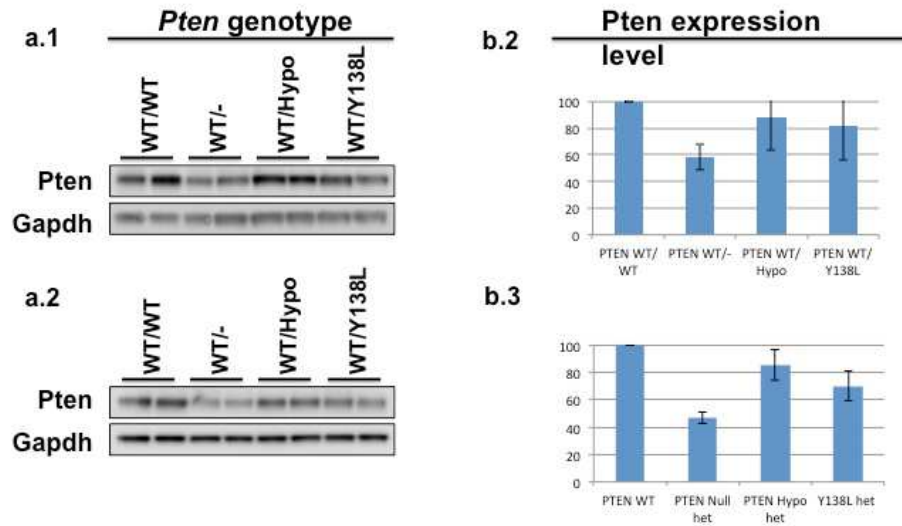 Pten genotype
a.1
WT/WT
WT/-
WT/Hypo
WT/Y138L
Pten
Gapdh
a.2
WT/WT
WT/-
WT/Hypo
WT/Y138L
Pten
Gapdh
b.2
Pten expression
level
100
80
60
40
20
0
PTEN WT/
WT
PTEN WT/-
PTEN WT/
Hypo
PTEN WT/
Y138L
b.3
100
80
60
40
20
0
PTEN WT
PTEN Null
het
PTEN Hypo
het
Y138L het